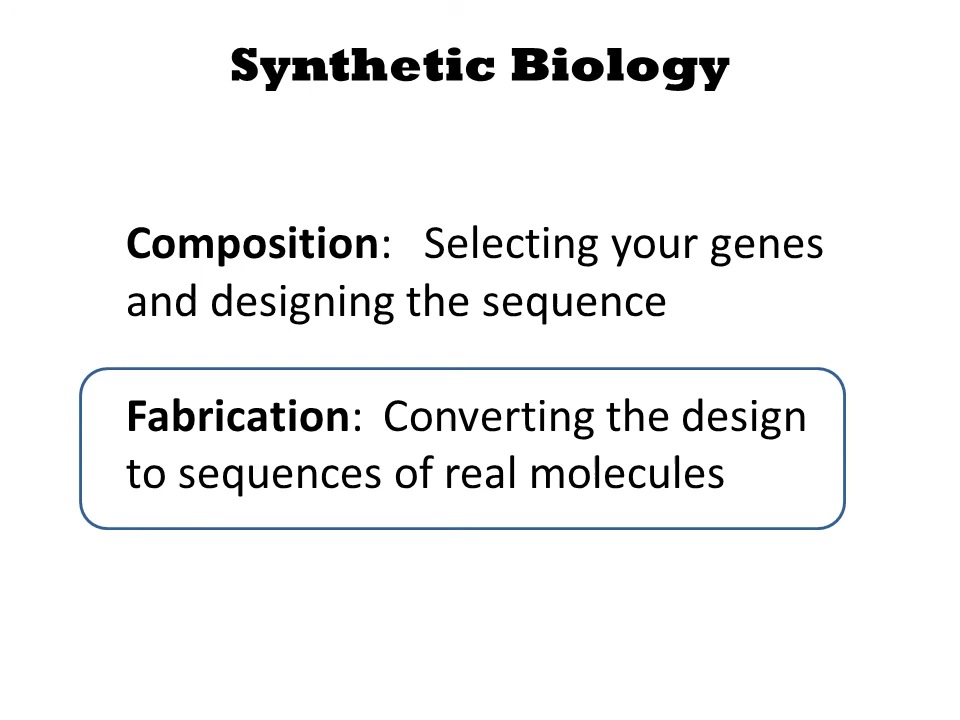 Synthetic Biology
Composition:   Selecting your genes
and designing the sequence
Fabrication:  Converting the design
to sequences of real molecules